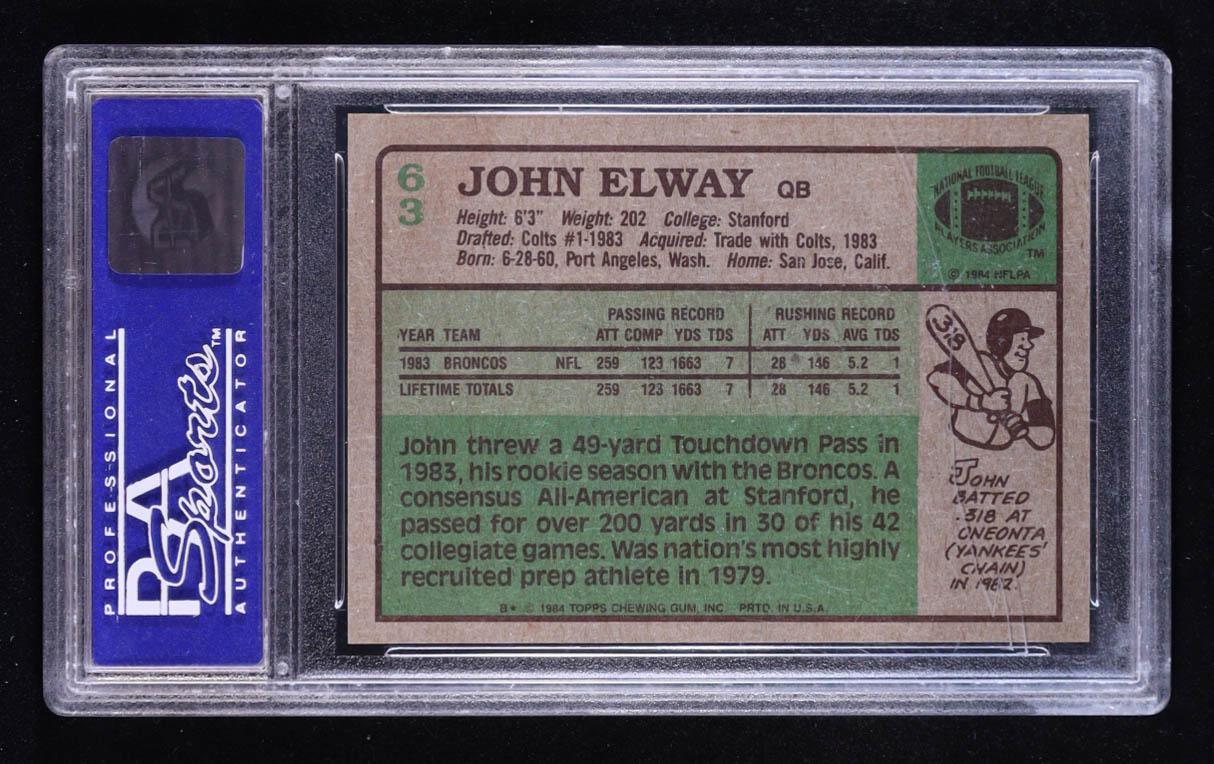 PROFESSIONAL
PSA
Sports™
AUTHENTICATOR
PSA
63
JOHN ELWAY QB
Height: 6'3" Weight: 202 College: Stanford
Drafted: Colts #1-1983 Acquired: Trade with Colts, 1983
Born: 6-28-60, Port Angeles, Wash. Home: San Jose, Calif.
NATIONAL FOOTBALL LEAGUE
PLAYERS ASSOCIATION
TM
© 1984 NFLPA
PASSING RECORD RUSHING RECORD
YEAR TEAM ATT COMP YDS TDS ATT YDS AVG TDS
1983 BRONCOS NFL 259 123 1663 7 28 146 5.2 1
LIFETIME TOTALS 259 123 1663 7 28 146 5.2 1
John threw a 49-yard Touchdown Pass in
1983, his rookie season with the Broncos. A
consensus All-American at Stanford, he
passed for over 200 yards in 30 of his 42
collegiate games. Was nation's most highly
recruited prep athlete in 1979.
318
JOHN
BATTED
.318 AT
ONEONTA
(YANKEES'
CHAIN)
IN 1982.
B* © 1984 TOPPS CHEWING GUM, INC PRTD. IN U.S.A.